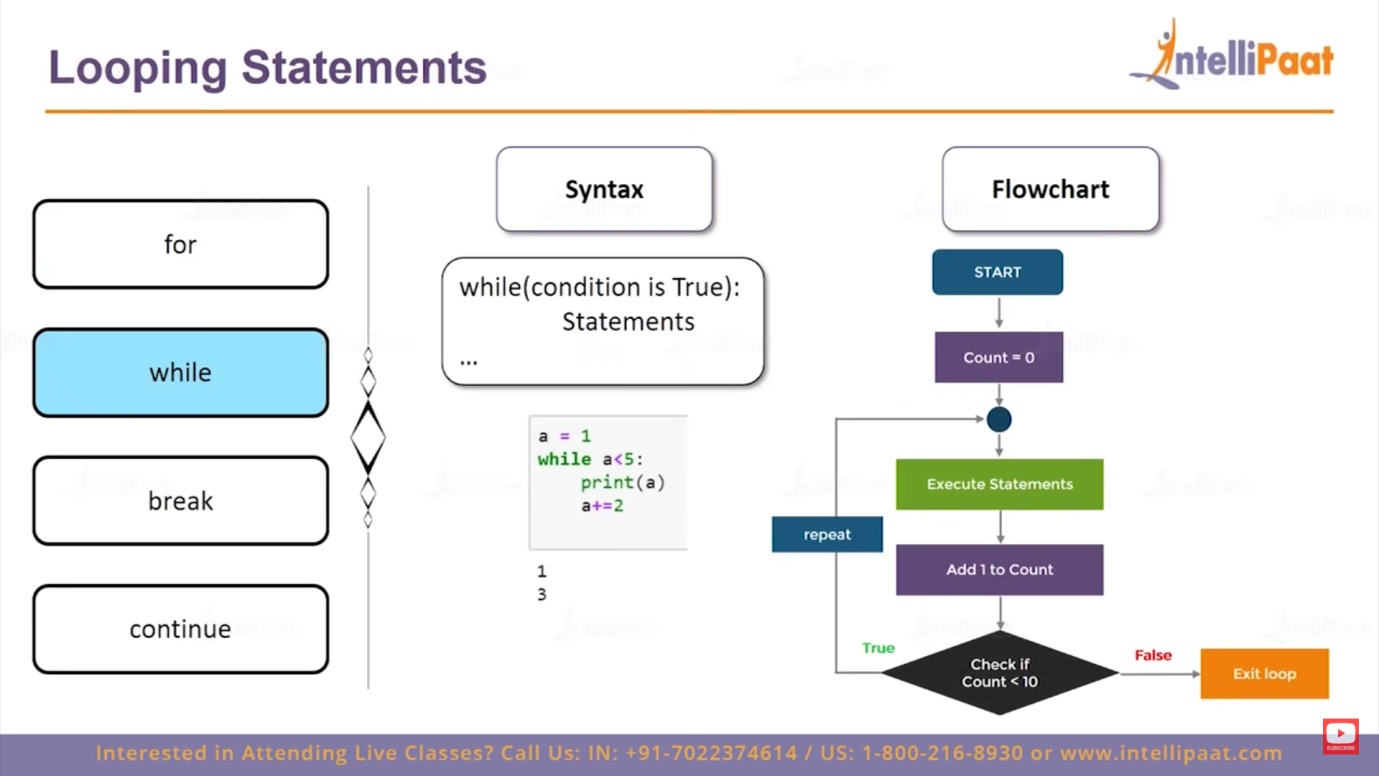 Looping Statements
IntelliPaat
for
while
break
continue
Syntax
while(condition is True):
Statements
...
a = 1
while a<5:
    print(a)
    a+=2
1
3
Flowchart
START
Count = 0
Execute Statements
repeat
Add 1 to Count
True
Check if
Count < 10
False
Exit loop
SUBSCRIBE
Interested in Attending Live Classes? Call Us: IN: +91-7022374614 / US: 1-800-216-8930 or www.intellipaat.com